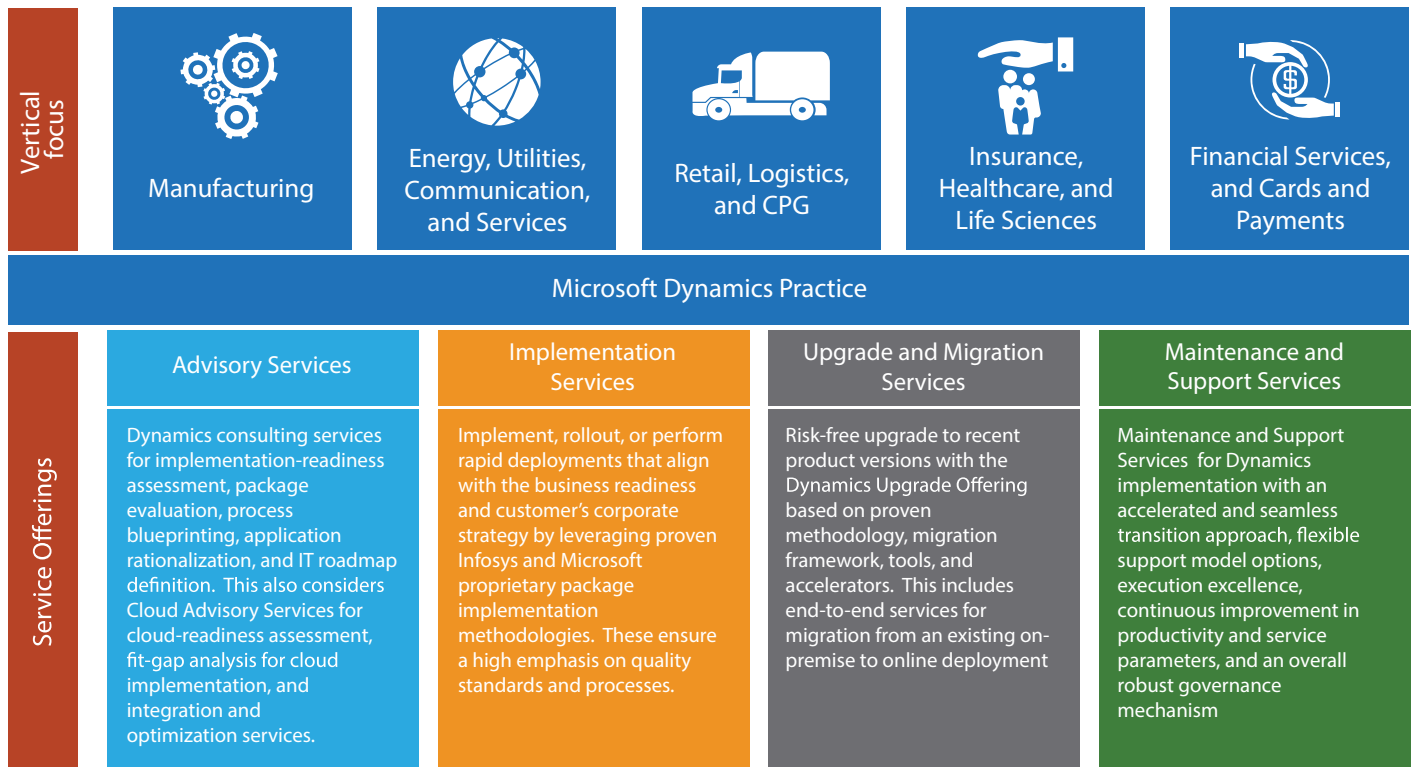 Vertical
focus
Manufacturing
Energy, Utilities,
Communication,
and Services
Retail, Logistics,
and CPG
Insurance,
Healthcare, and
Life Sciences
Financial Services,
and Cards and
Payments
$
Microsoft Dynamics Practice
Service Offerings
Advisory Services
Dynamics consulting services
for implementation-readiness
assessment, package
evaluation, process
blueprinting, application
rationalization, and IT roadmap
definition.  This also considers
Cloud Advisory Services for
cloud-readiness assessment,
fit-gap analysis for cloud
implementation, and
integration and
optimization services.
Implementation
Services
Implement, rollout, or perform
rapid deployments that align
with the business readiness
and customer’s corporate
strategy by leveraging proven
Infosys and Microsoft
proprietary package
implementation
methodologies.  These ensure
a high emphasis on quality
standards and processes.
Upgrade and Migration
Services
Risk-free upgrade to recent
product versions with the
Dynamics Upgrade Offering
based on proven
methodology, migration
framework, tools, and
accelerators.  This includes
end-to-end services for
migration from an existing on-
premise to online deployment
Maintenance and
Support Services
Maintenance and Support
Services  for Dynamics
implementation with an
accelerated and seamless
transition approach, flexible
support model options,
execution excellence,
continuous improvement in
productivity and service
parameters, and an overall
robust governance
mechanism